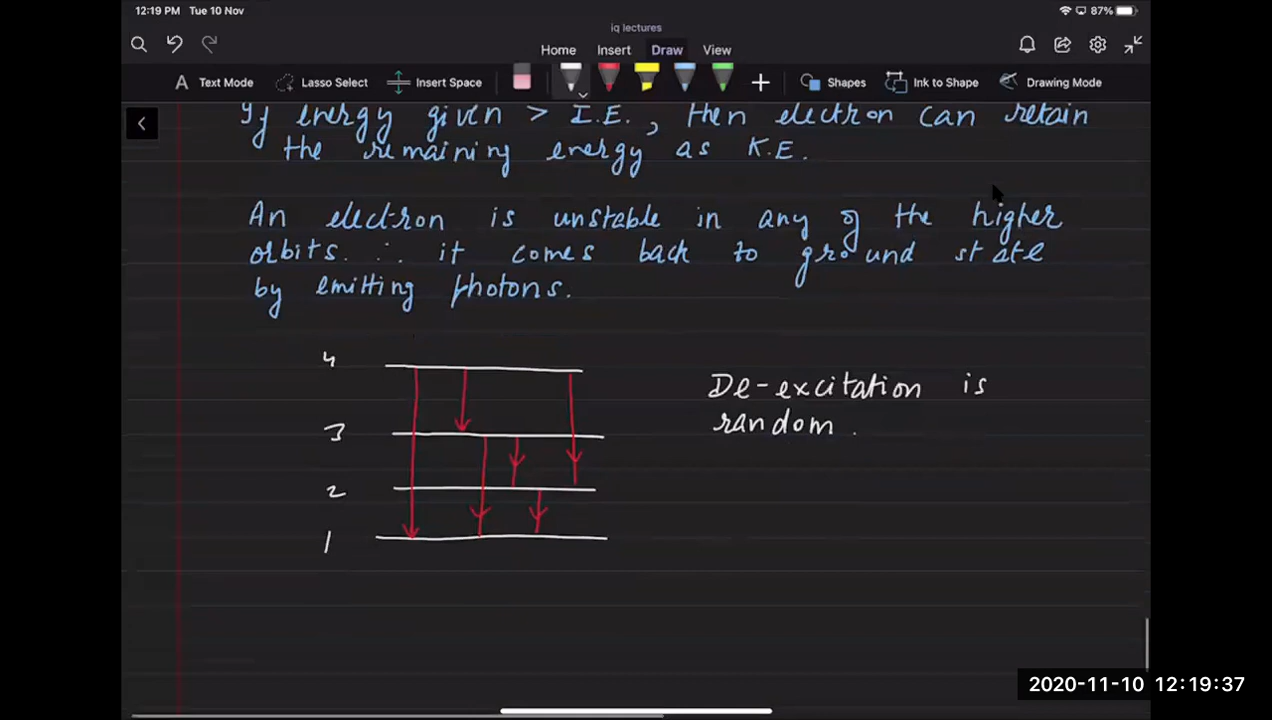 12:19 PM Tue 10 Nov
87%
iq lectures
Home Insert Draw View
Text Mode Lasso Select Insert Space Shapes Ink to Shape Drawing Mode
If energy given > I.E., then electron can retain
the remaining energy as K.E.
An electron is unstable in any of the higher
orbits. ∴ it comes back to ground state
by emitting photons.
4
3
2
1
De-excitation is
random.
2020-11-10 12:19:37